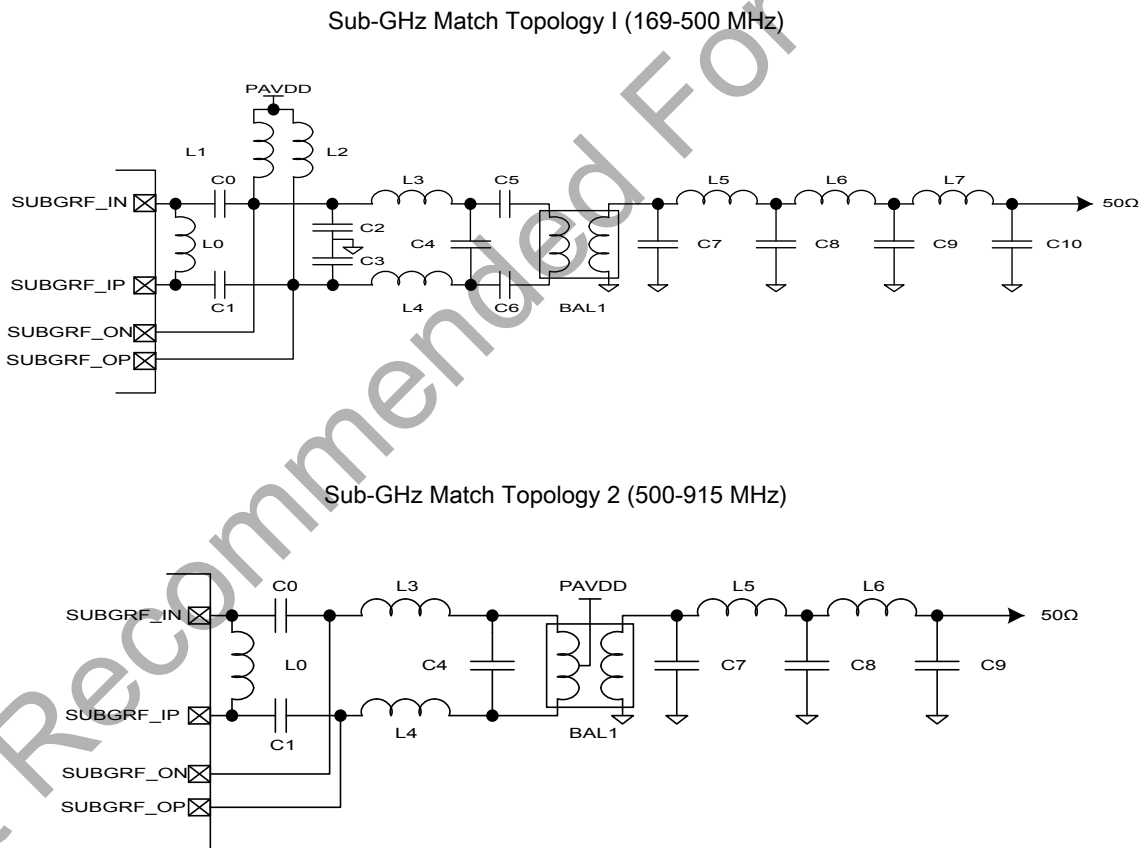 Sub-GHz Match Topology I (169-500 MHz)
PAVDD
L1
L2
C0
L3
C5
L5
L6
L7
SUBGRF_IN
50Ω
L0
C2
C4
C7
C8
C9
C10
C3
SUBGRF_IP
C1
L4
C6
BAL1
SUBGRF_ON
SUBGRF_OP
Sub-GHz Match Topology 2 (500-915 MHz)
C0
L3
PAVDD
L5
L6
SUBGRF_IN
50Ω
L0
C4
C7
C8
C9
SUBGRF_IP
C1
L4
BAL1
SUBGRF_ON
SUBGRF_OP
Recommended For